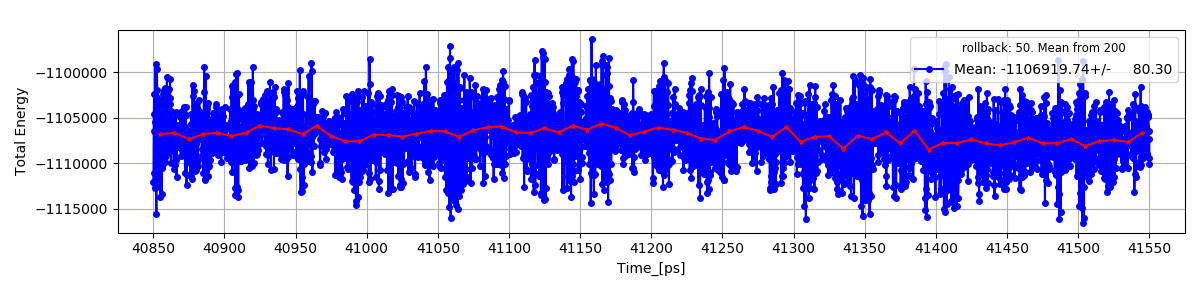 rollback: 50. Mean from 200
Mean: -1106919.74+/- 80.30
Total Energy
−1100000
−1105000
−1110000
−1115000
40850 40900 40950 41000 41050 41100 41150 41200 41250 41300 41350 41400 41450 41500 41550
Time_[ps]